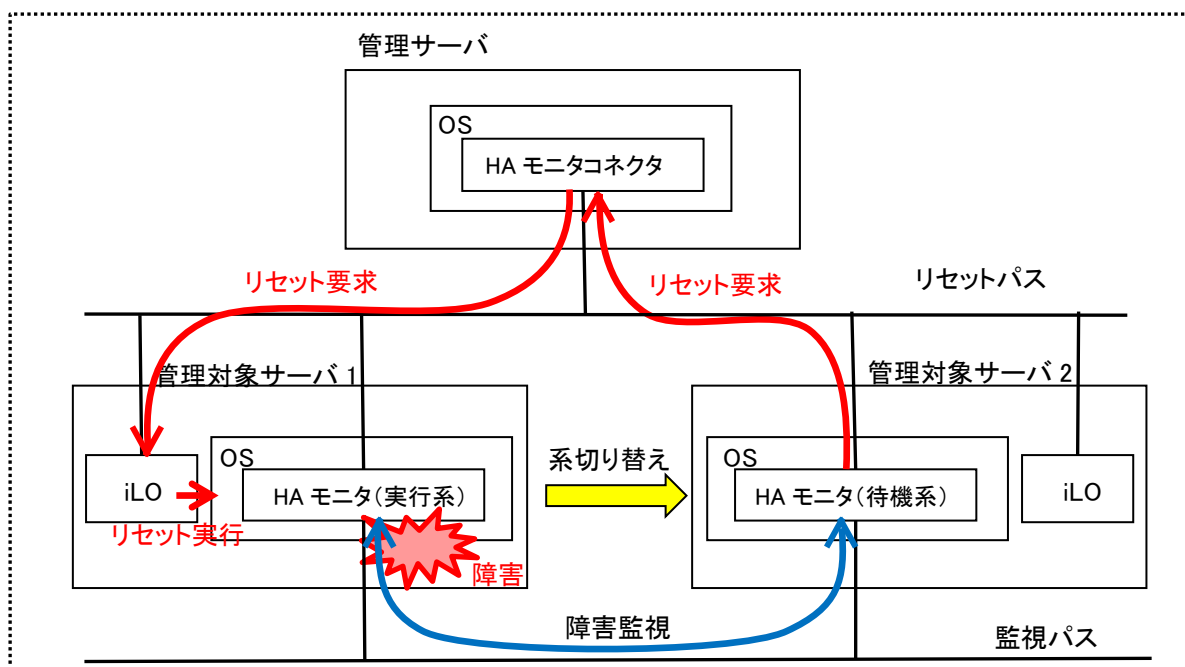 管理サーバ
OS
HA モニタコネクタ
リセット要求
リセット要求
リセットパス
管理対象サーバ 1
管理対象サーバ 2
OS
iLO
HA モニタ(実行系)
リセット実行
障害
系切り替え
OS
HA モニタ(待機系)
iLO
障害監視
監視パス